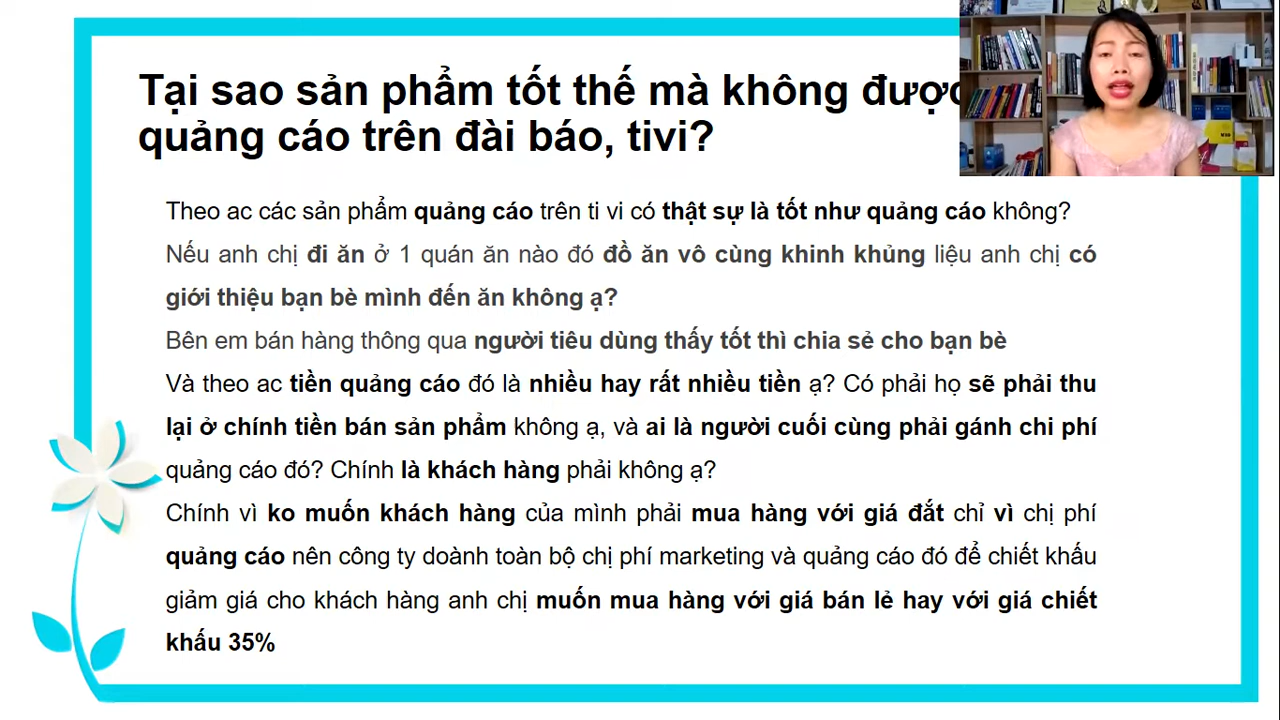 Tại sao sản phẩm tốt thế mà không được
quảng cáo trên đài báo, tivi?
Theo ac các sản phẩm quảng cáo trên ti vi có thật sự là tốt như quảng cáo không?
Nếu anh chị đi ăn ở 1 quán ăn nào đó đồ ăn vô cùng khinh khủng liệu anh chị có
giới thiệu bạn bè mình đến ăn không ạ?
Bên em bán hàng thông qua người tiêu dùng thấy tốt thì chia sẻ cho bạn bè
Và theo ac tiền quảng cáo đó là nhiều hay rất nhiều tiền ạ? Có phải họ sẽ phải thu
lại ở chính tiền bán sản phẩm không ạ, và ai là người cuối cùng phải gánh chi phí
quảng cáo đó? Chính là khách hàng phải không ạ?
Chính vì ko muốn khách hàng của mình phải mua hàng với giá đắt chỉ vì chị phí
quảng cáo nên công ty doành toàn bộ chị phí marketing và quảng cáo đó để chiết khấu
giảm giá cho khách hàng anh chị muốn mua hàng với giá bán lẻ hay với giá chiết
khấu 35%